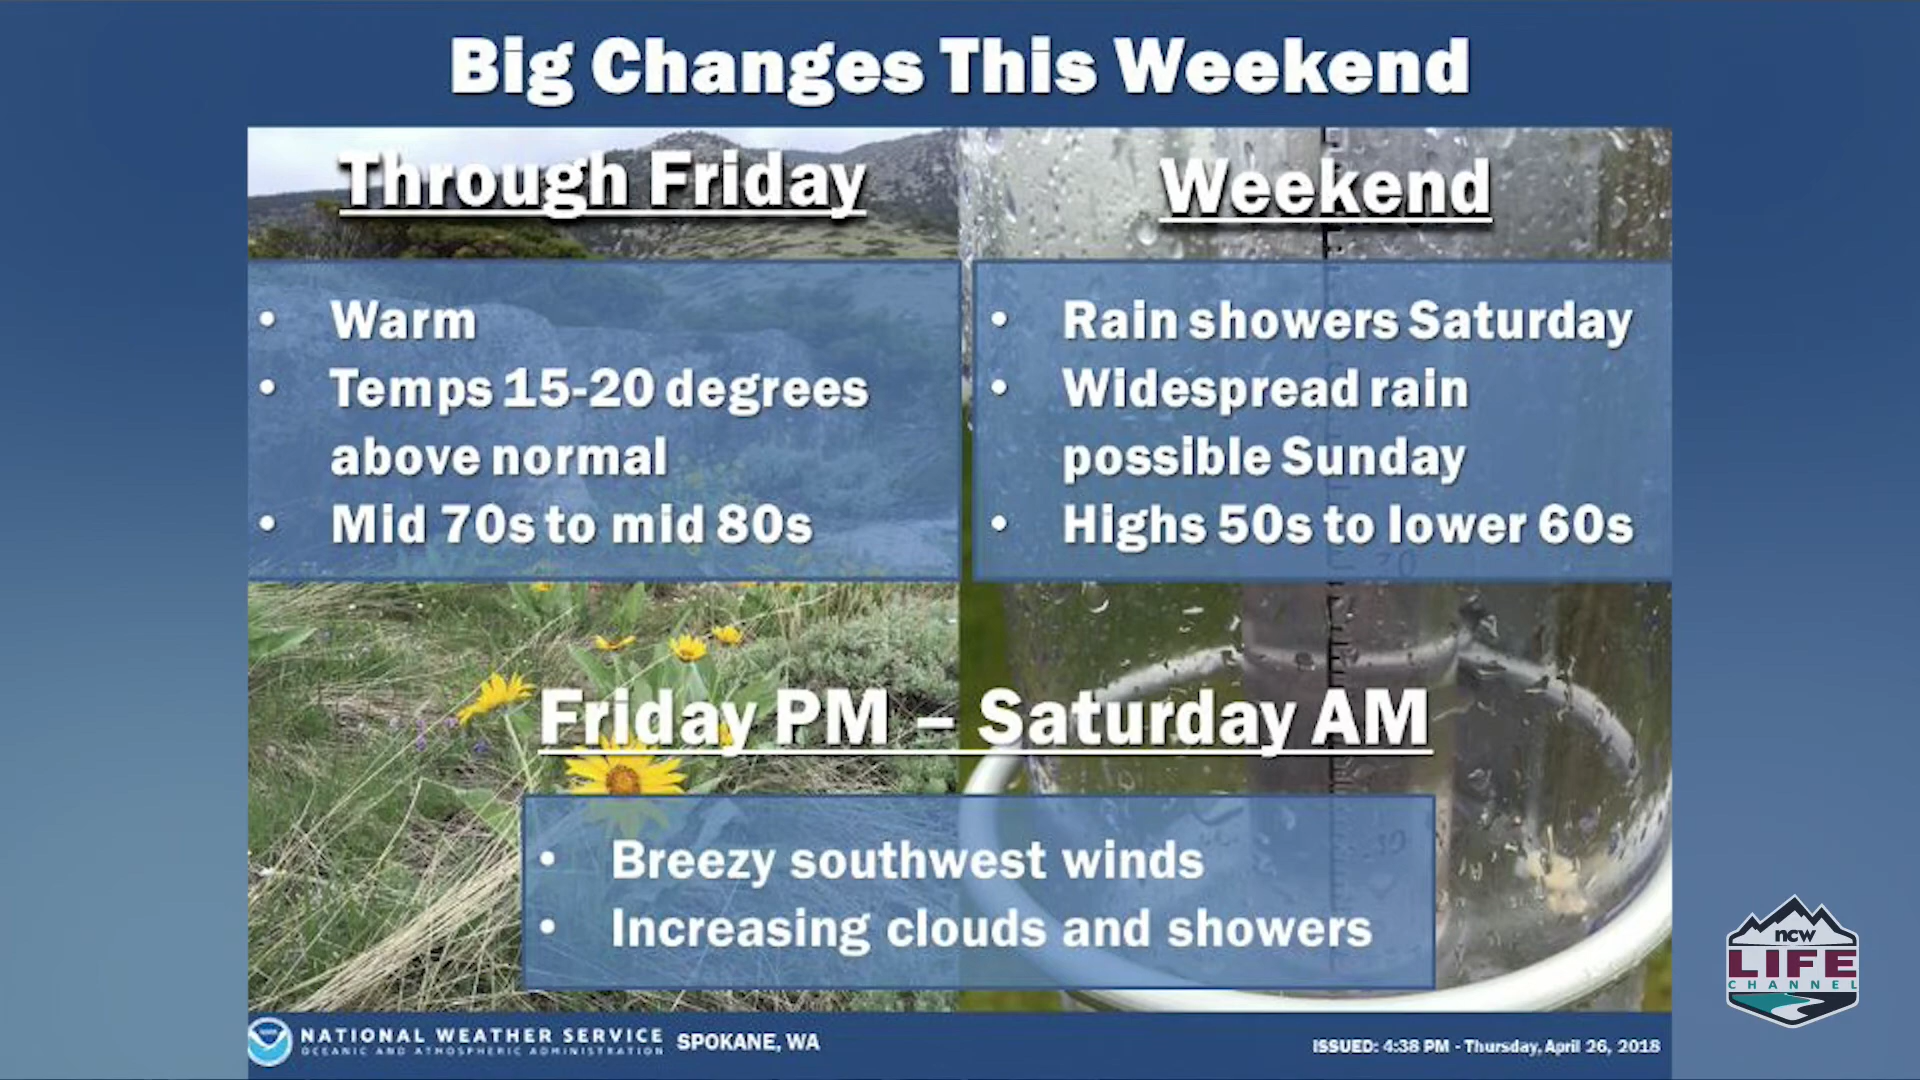 Big Changes This Weekend
Through Friday
• Warm
• Temps 15-20 degrees
above normal
• Mid 70s to mid 80s
Weekend
• Rain showers Saturday
• Widespread rain
possible Sunday
• Highs 50s to lower 60s
Friday PM – Saturday AM
• Breezy southwest winds
• Increasing clouds and showers
NATIONAL WEATHER SERVICE
OCEANIC AND ATMOSPHERIC ADMINISTRATION
SPOKANE, WA
ISSUED: 4:38 PM - Thursday, April 26, 2018
ncw
LIFE
CHANNEL